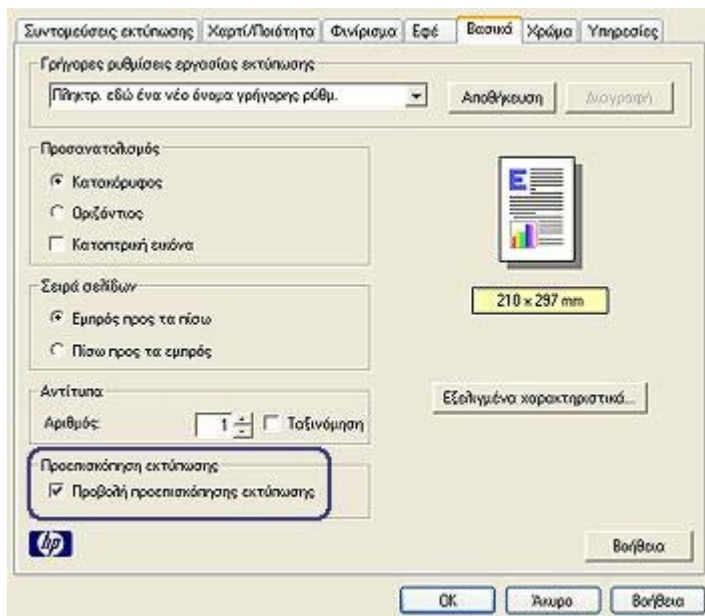 Συντομεύσεις εκτύπωσης Χαρτί/Ποιότητα Φινίρισμα Εφέ Βασικά Χρώμα Υπηρεσίες
Γρήγορες ρυθμίσεις εργασίας εκτύπωσης
Πληκτρ. εδώ ένα νέο όνομα γρήγορης ρύθμ. Αποθήκευση Διαγραφή
Προσανατολισμός
Κατακόρυφος
Οριζόντιος
Κατοπτρική εικόνα
E
210 × 297 mm
Σειρά σελίδων
Εμπρός προς τα πίσω
Πίσω προς τα εμπρός
Αντίτυπα
Αριθμός: 1 Ταξινόμηση
Εξελιγμένα χαρακτηριστικά...
Προεπισκόπηση εκτύπωσης
Προβολή προεπισκόπησης εκτύπωσης
hp
Βοήθεια
OK Άκυρο Βοήθεια